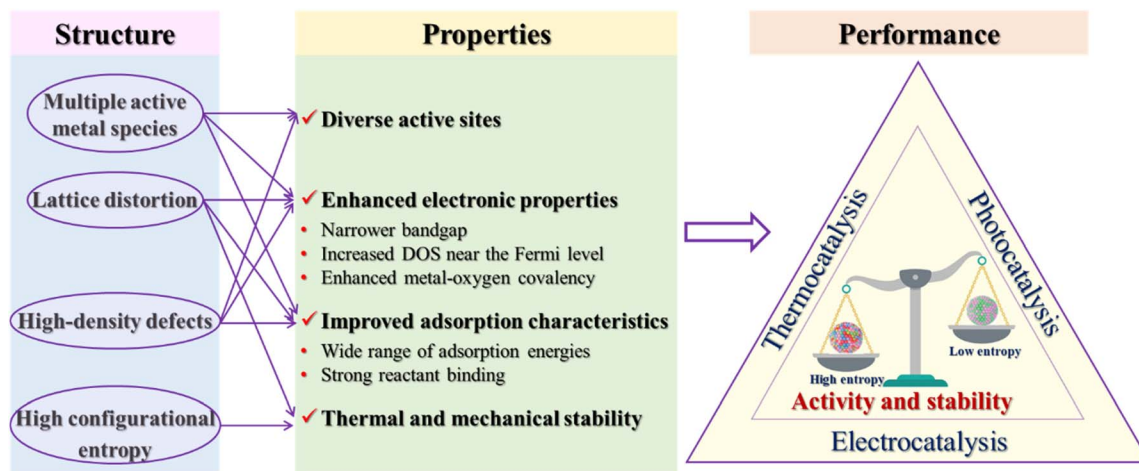 Structure
Properties
Performance
Multiple active
metal species
Lattice distortion
High-density defects
High configurational
entropy
✓ Diverse active sites
✓ Enhanced electronic properties
• Narrower bandgap
• Increased DOS near the Fermi level
• Enhanced metal-oxygen covalency
✓ Improved adsorption characteristics
• Wide range of adsorption energies
• Strong reactant binding
✓ Thermal and mechanical stability
Thermocatalysis
Photocatalysis
High entropy
Low entropy
Activity and stability
Electrocatalysis